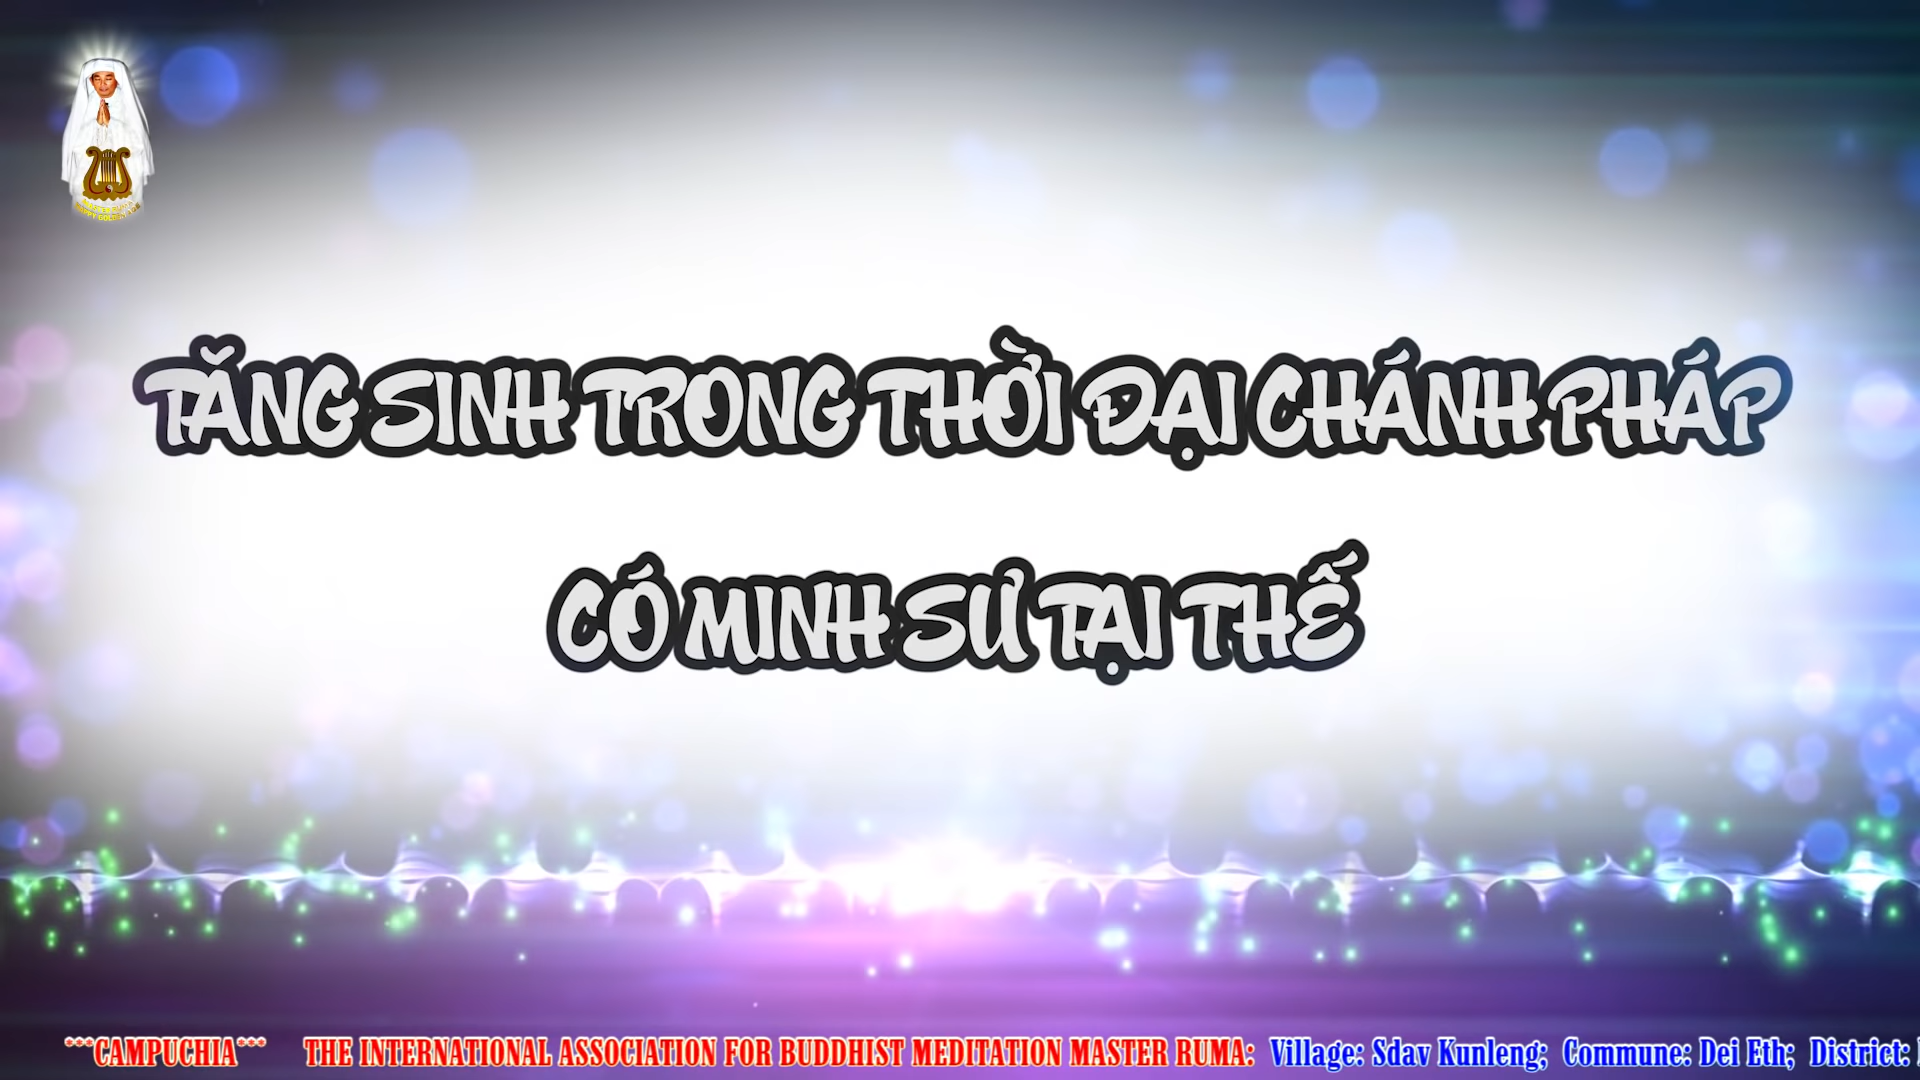 TĂNG SINH TRONG THỜI ĐẠI CHÁNH PHÁP
CÓ MINH SƯ TẠI THẾ
***CAMPUCHIA*** THE INTERNATIONAL ASSOCIATION FOR BUDDHIST MEDITATION MASTER RUMA: Village: Sdav Kunleng; Commune: Dei Eth; District: